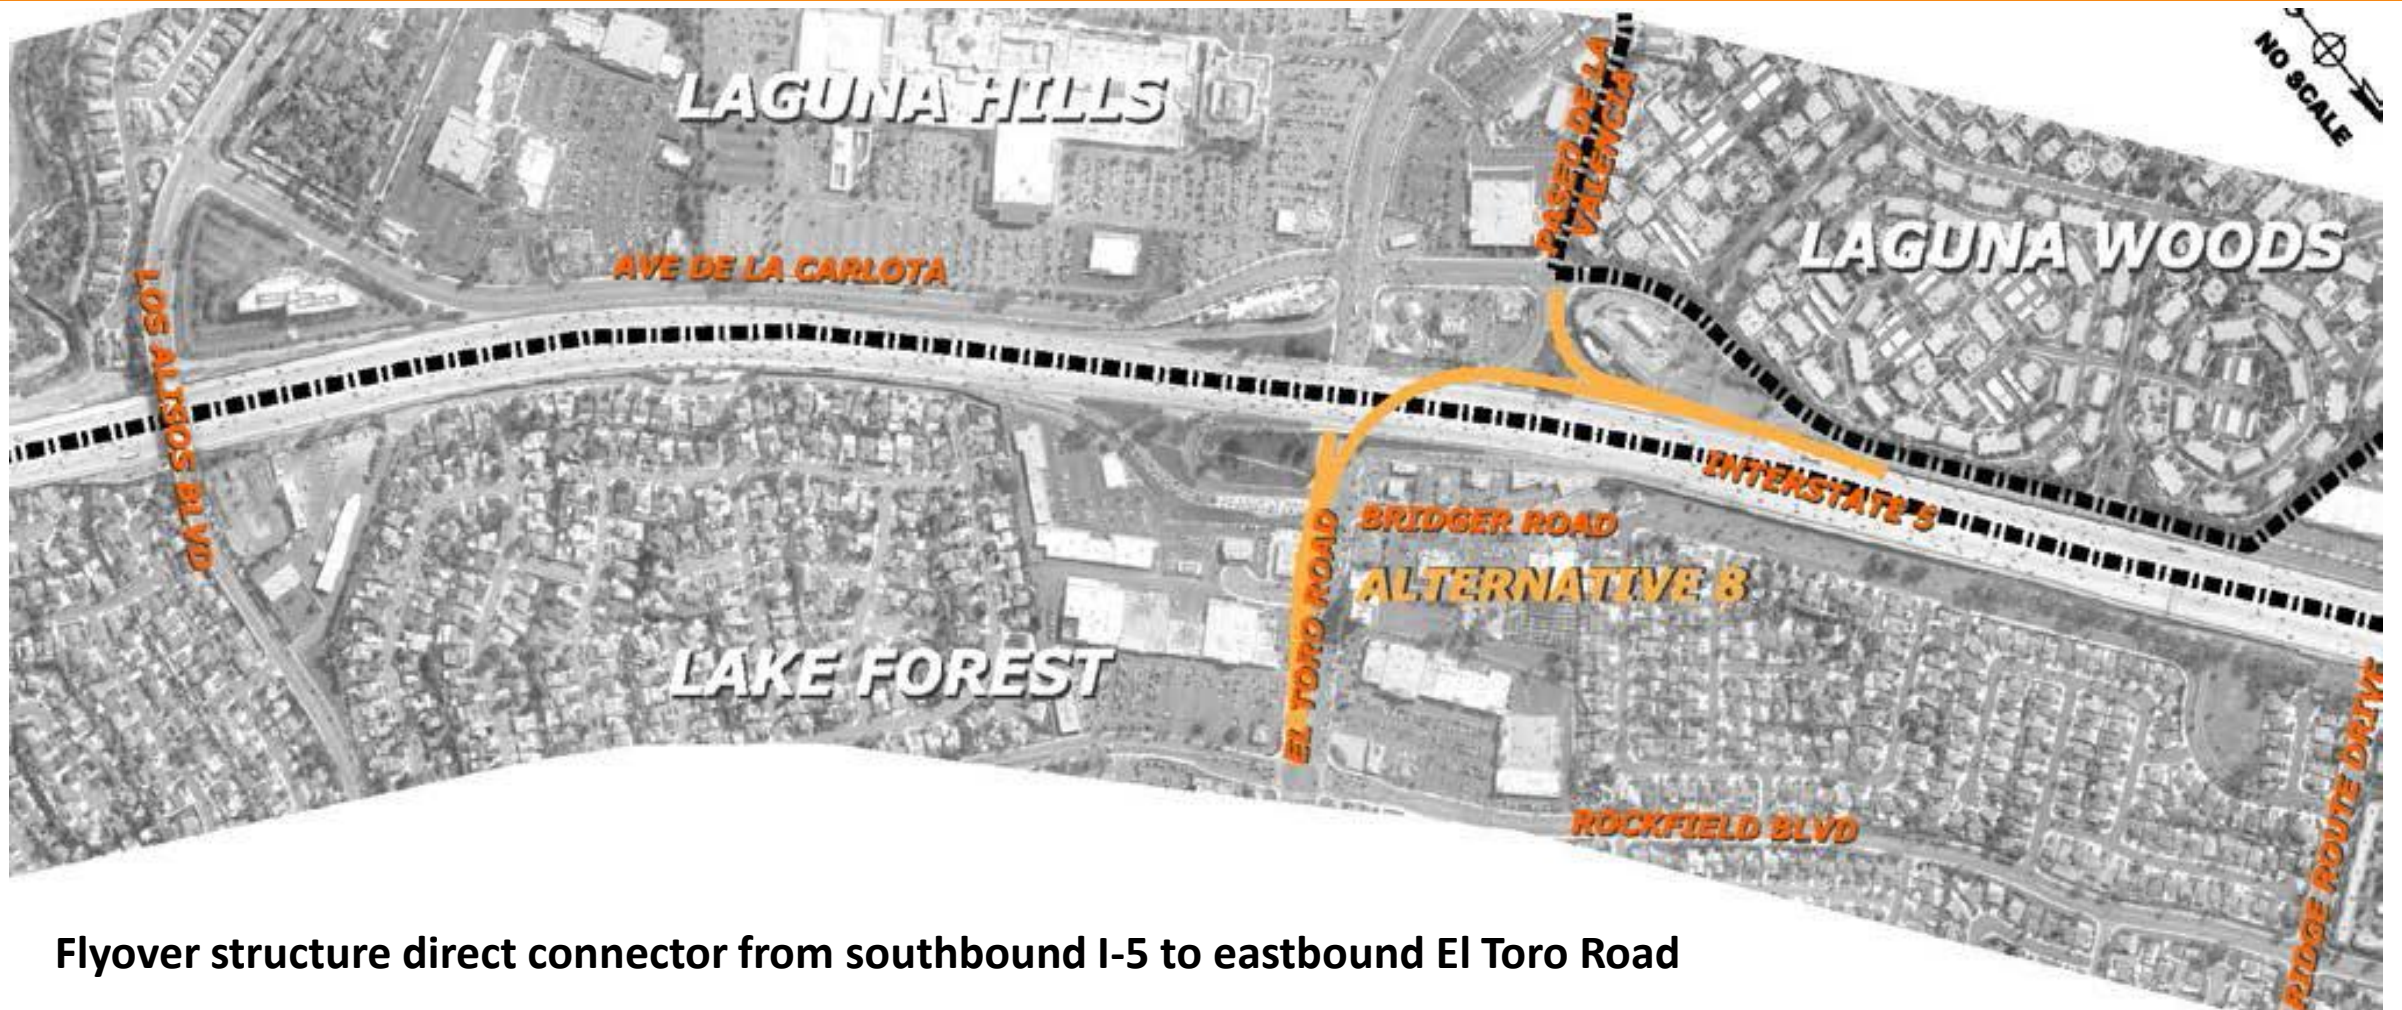 LAGUNA HILLS
PASEO DE LA
VALENCIA
NO SCALE
LAGUNA WOODS
AVE DE LA CARLOTA
LOS ALISOS BLVD
INTERSTATE 5
BRIDGER ROAD
ALTERNATIVE B
EL TORO ROAD
LAKE FOREST
ROCKFIELD BLVD
RIDGE ROUTE DRIVE
Flyover structure direct connector from southbound I-5 to eastbound El Toro Road